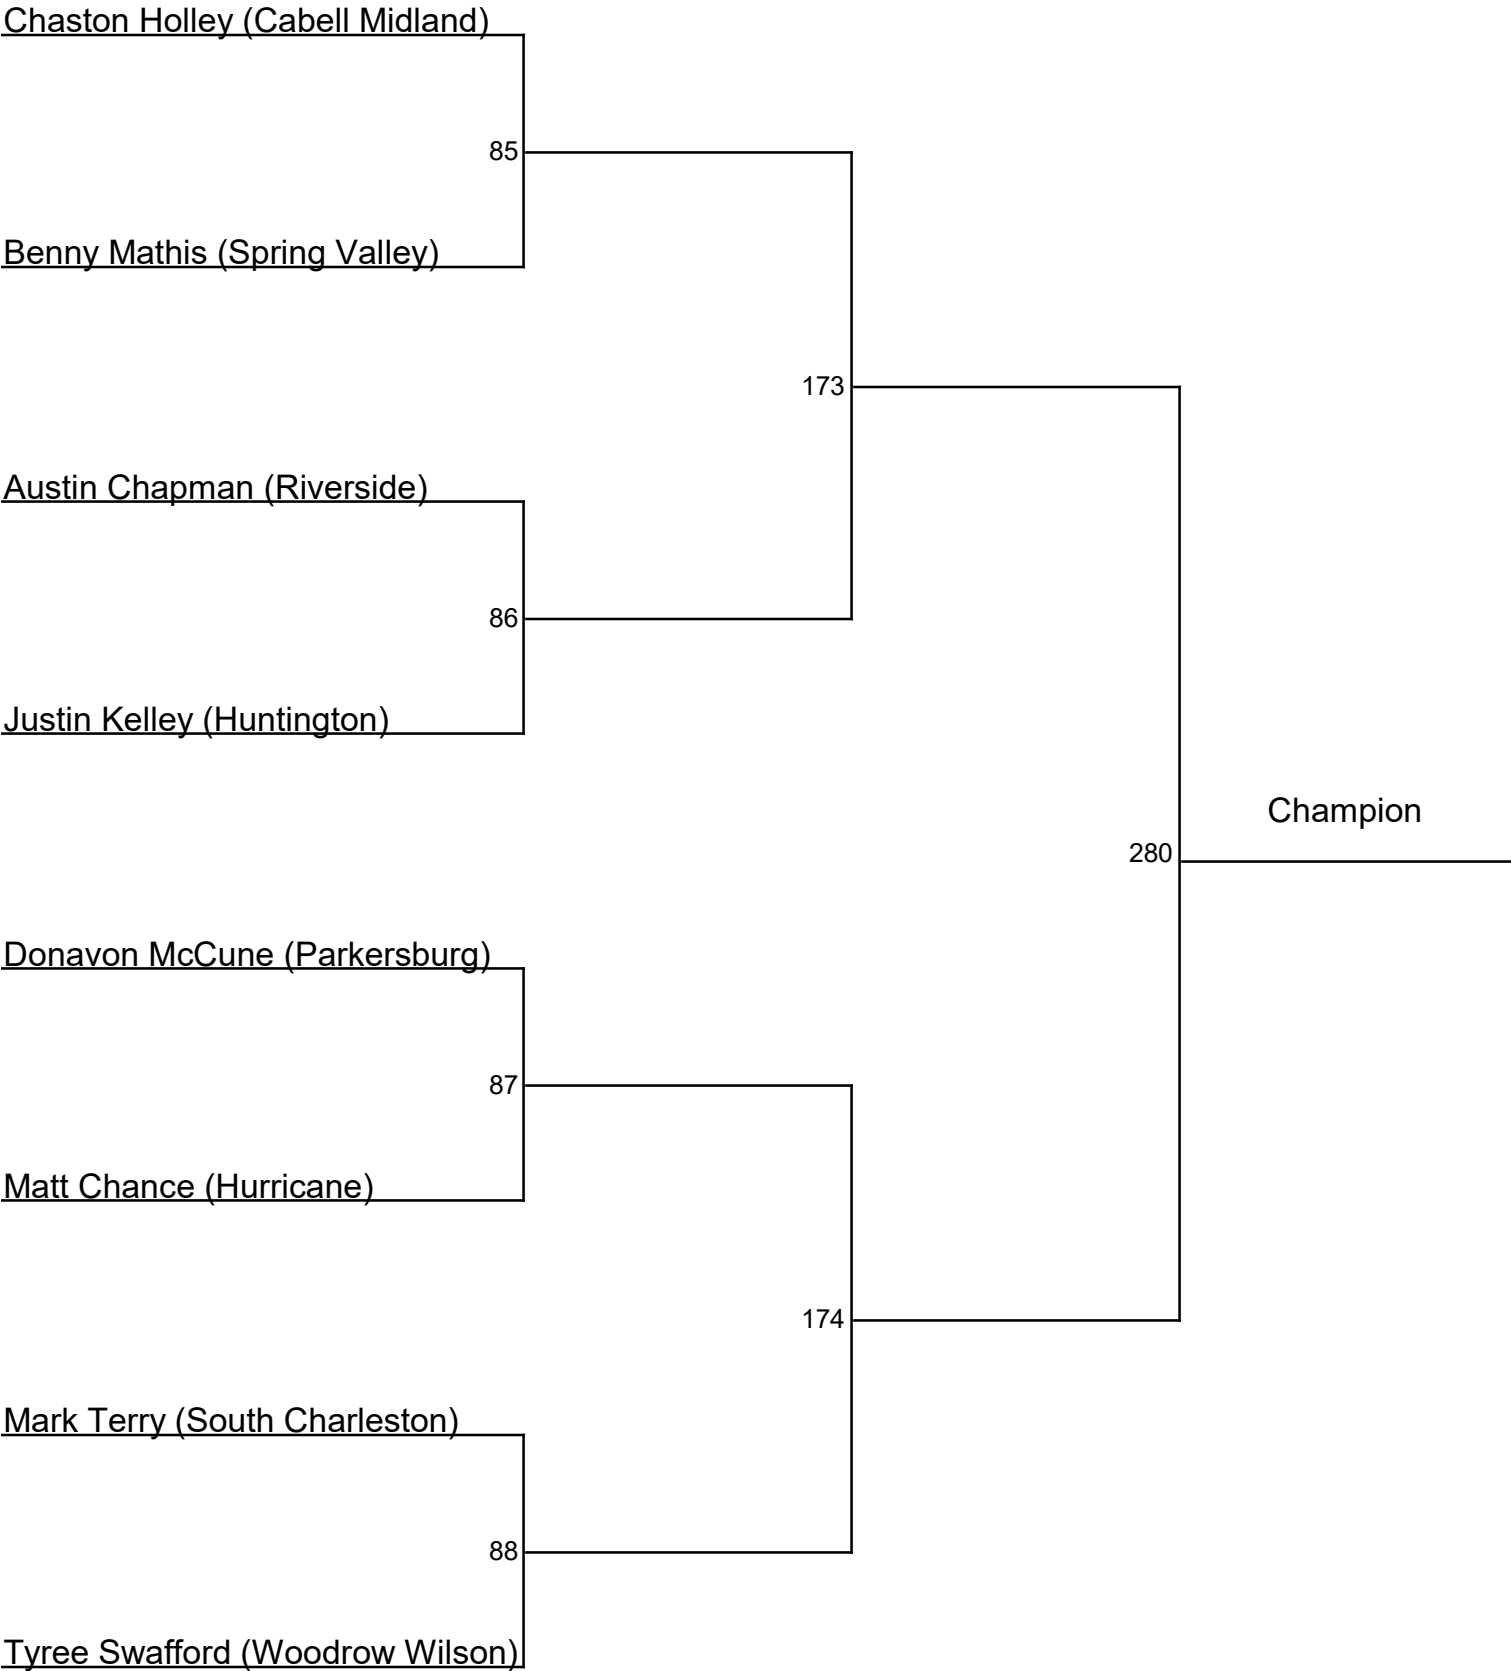 Chaston Holley (Cabell Midland)
85
Benny Mathis (Spring Valley)
173
Austin Chapman (Riverside)
86
Justin Kelley (Huntington)
Champion
280
Donavon McCune (Parkersburg)
87
Matt Chance (Hurricane)
174
Mark Terry (South Charleston)
88
Tyree Swafford (Woodrow Wilson)